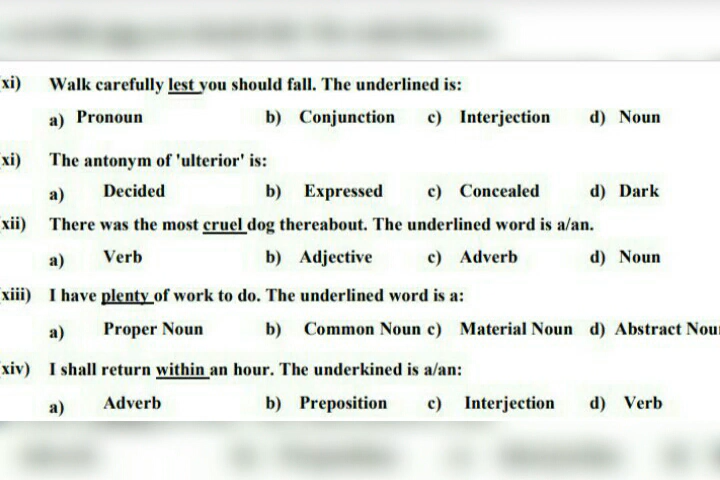 xi) Walk carefully lest you should fall. The underlined is:
a) Pronoun b) Conjunction c) Interjection d) Noun
xi) The antonym of 'ulterior' is:
a) Decided b) Expressed c) Concealed d) Dark
xii) There was the most cruel dog thereabout. The underlined word is a/an.
a) Verb b) Adjective c) Adverb d) Noun
xiii) I have plenty of work to do. The underlined word is a:
a) Proper Noun b) Common Noun c) Material Noun d) Abstract Nou
xiv) I shall return within an hour. The underkined is a/an:
a) Adverb b) Preposition c) Interjection d) Verb